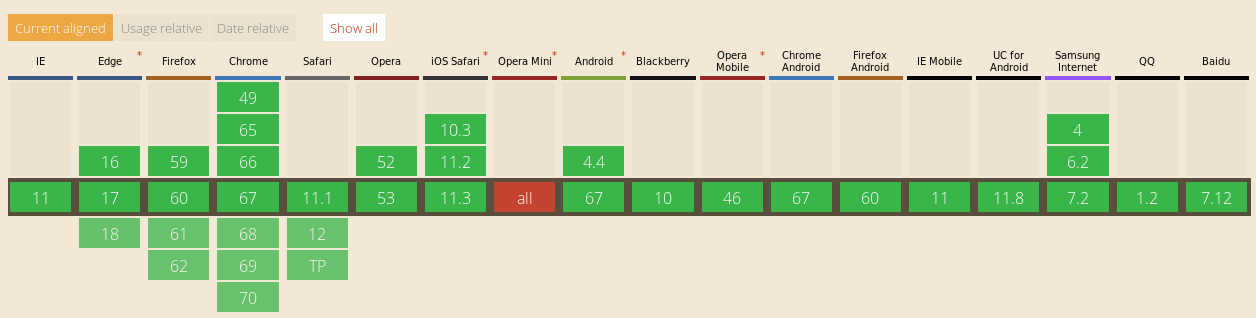 Current aligned Usage relative Date relative Show all
IE Edge * Firefox Chrome Safari Opera iOS Safari * Opera Mini * Android * Blackberry Opera Mobile * Chrome Android Firefox Android IE Mobile UC for Android Samsung Internet QQ Baidu
49
65 10.3 4
16 59 66 52 11.2 4.4 6.2
11 17 60 67 11.1 53 11.3 all 67 10 46 67 60 11 11.8 7.2 1.2 7.12
18 61 68 12
62 69 TP
70